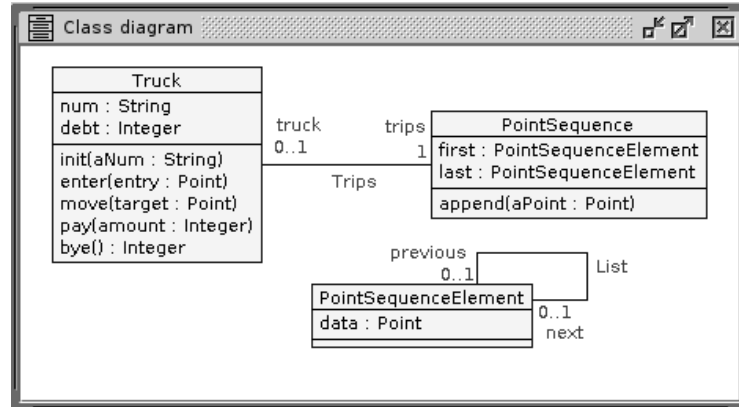 Class diagram
Truck
num : String
debt : Integer
init(aNum : String)
enter(entry : Point)
move(target : Point)
pay(amount : Integer)
bye() : Integer
truck
0..1
trips
1
Trips
PointSequence
first : PointSequenceElement
last : PointSequenceElement
append(aPoint : Point)
previous
0..1
List
PointSequenceElement
data : Point
0..1
next